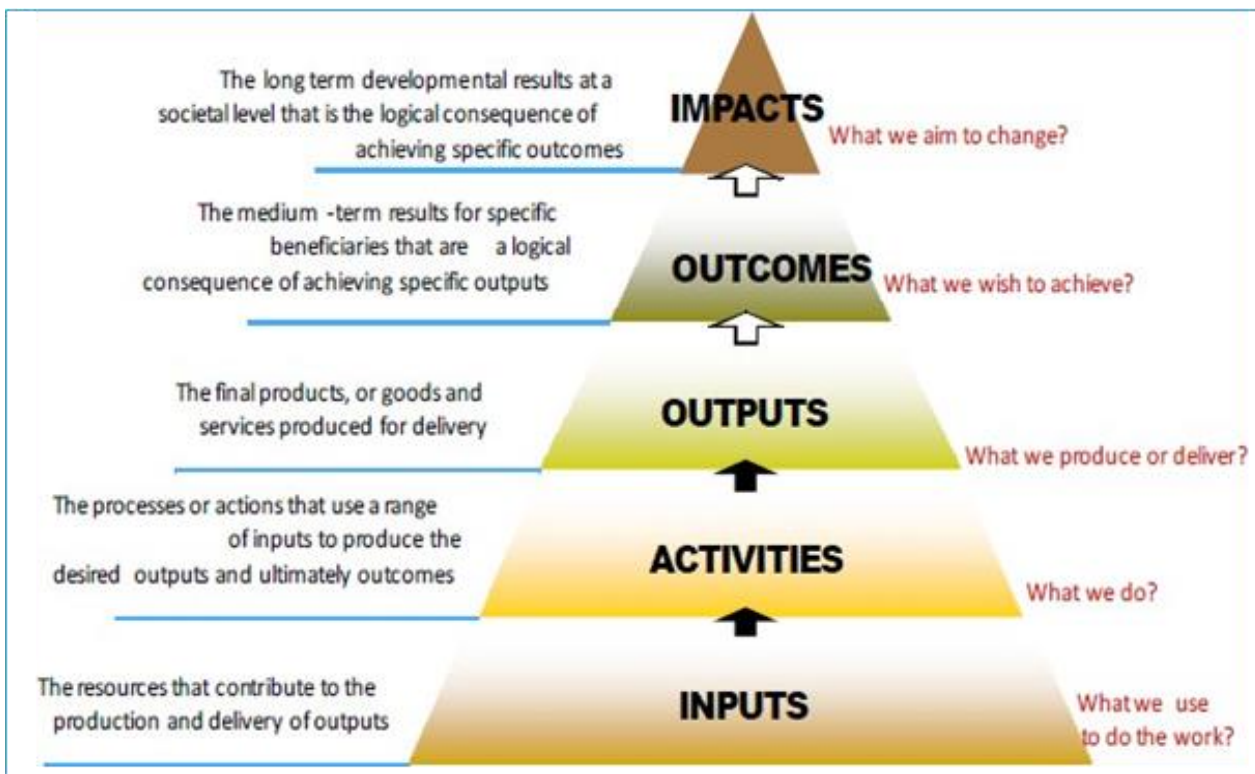 The long term developmental results at a
societal level that is the logical consequence of
achieving specific outcomes
IMPACTS
What we aim to change?
The medium -term results for specific
beneficiaries that are a logical
consequence of achieving specific outputs
OUTCOMES
What we wish to achieve?
The final products, or goods and
services produced for delivery
OUTPUTS
What we produce or deliver?
The processes or actions that use a range
of inputs to produce the
desired outputs and ultimately outcomes
ACTIVITIES
What we do?
The resources that contribute to the
production and delivery of outputs
INPUTS
What we use
to do the work?